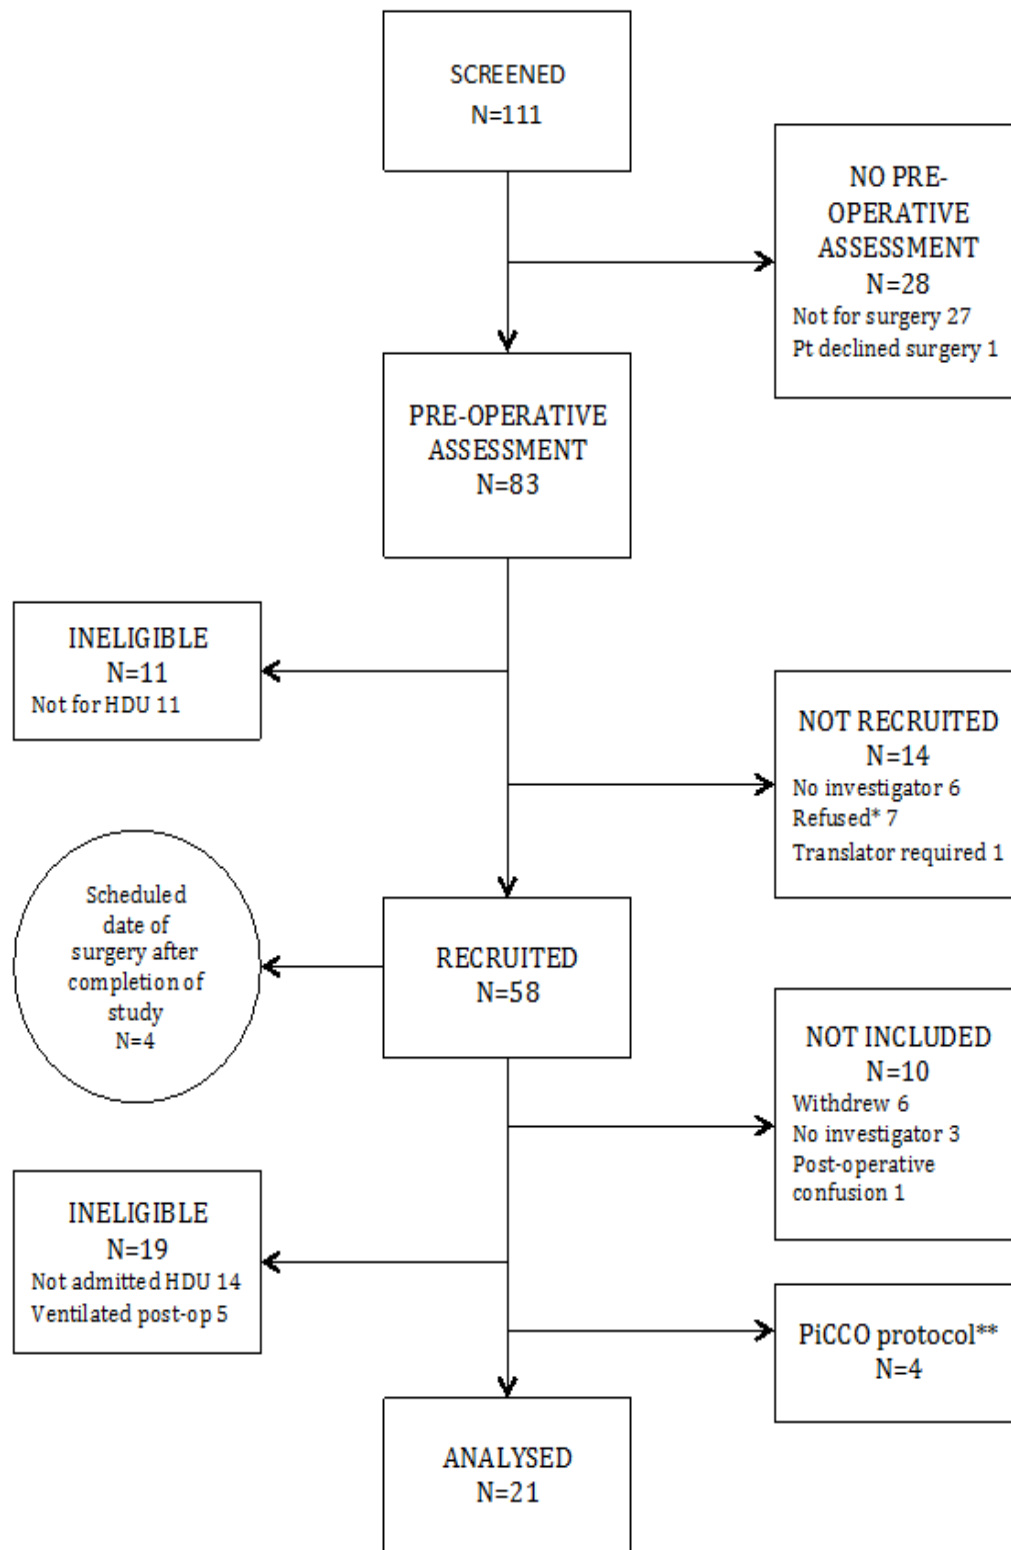 SCREENED
N=111
NO PRE-
OPERATIVE
ASSESSMENT
N=28
Not for surgery 27
Pt declined surgery 1
PRE-OPERATIVE
ASSESSMENT
N=83
INELIGIBLE
N=11
Not for HDU 11
NOT RECRUITED
N=14
No investigator 6
Refused* 7
Translator required 1
Scheduled
date of
surgery after
completion of
study
N=4
RECRUITED
N=58
NOT INCLUDED
N=10
Withdrew 6
No investigator 3
Post-operative
confusion 1
INELIGIBLE
N=19
Not admitted HDU 14
Ventilated post-op 5
PiCCO protocol**
N=4
ANALYSED
N=21